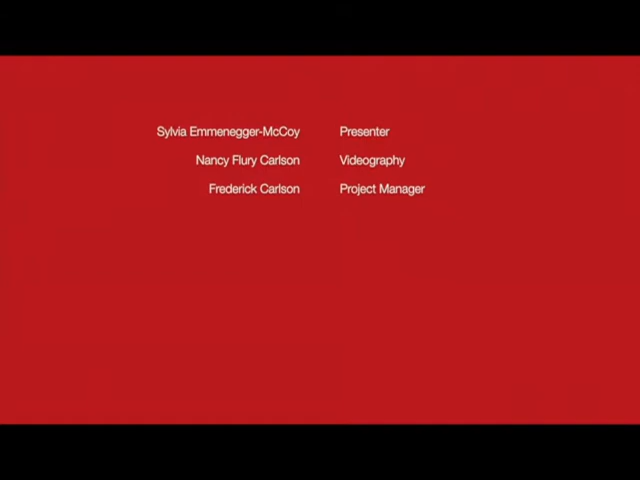 Sylvia Emmenegger-McCoy Presenter
Nancy Flury Carlson Videography
Frederick Carlson Project Manager